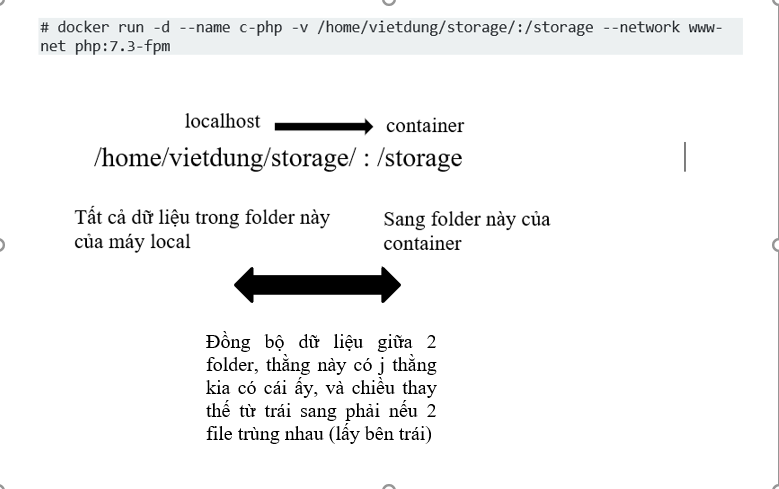 # docker run -d --name c-php -v /home/vietdung/storage/:/storage --network www-
net php:7.3-fpm
localhost
container
/home/vietdung/storage/ : /storage
Tất cả dữ liệu trong folder này
của máy local
Sang folder này của
container
Đồng bộ dữ liệu giữa 2
folder, thằng này có j thằng
kia có cái ấy, và chiều thay
thế từ trái sang phải nếu 2
file trùng nhau (lấy bên trái)